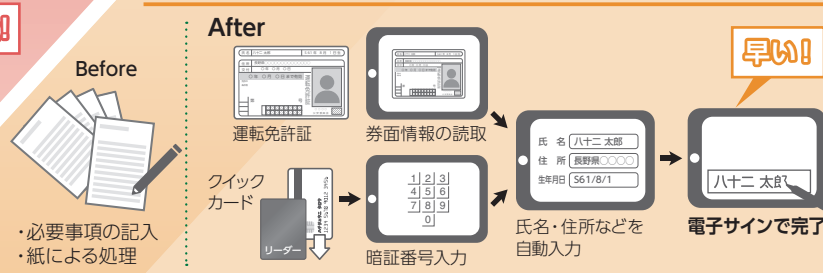 Before
・必要事項の記入
・紙による処理
After
運転免許証
券面情報の読取
クイック
カード
リーダー
1 2 3
4 5 6
7 8 9
0
暗証番号入力
氏 名 八十二 太郎
住 所 長野県○○○○
生年月日 S61/8/1
氏名・住所などを
自動入力
早い!
八十二 太郎
電子サインで完了